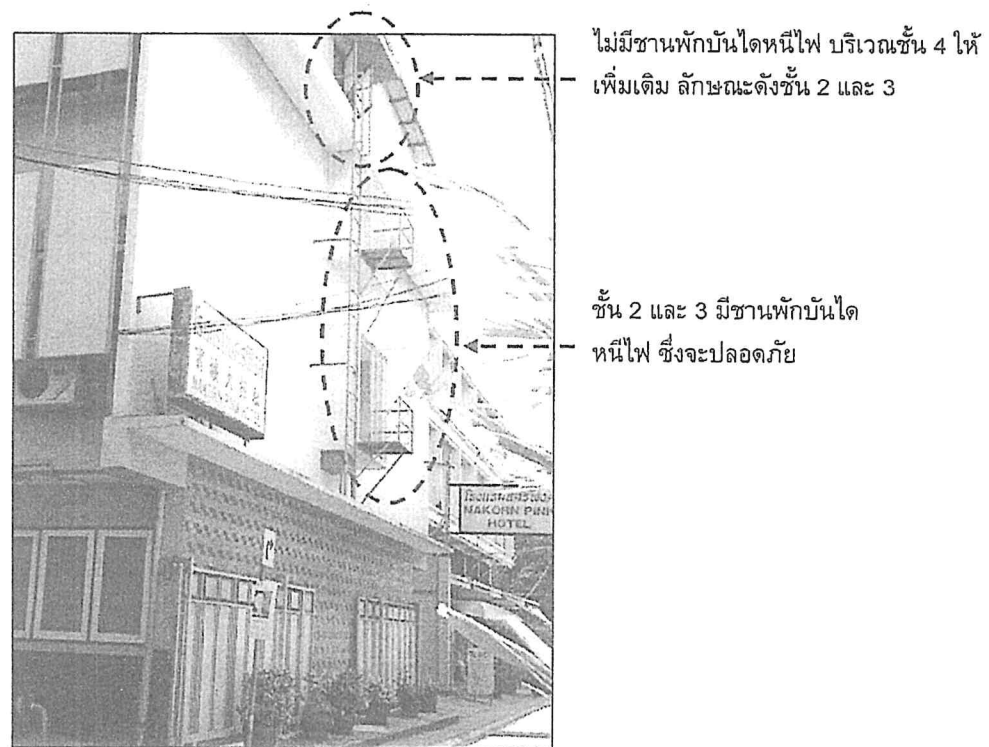 ไม่มีชานพักบันไดหนีไฟ บริเวณชั้น 4 ให้
เพิ่มเติม ลักษณะดังชั้น 2 และ 3
ชั้น 2 และ 3 มีชานพักบันได
หนีไฟ ซึ่งจะปลอดภัย
NAKORN PINH
HOTEL